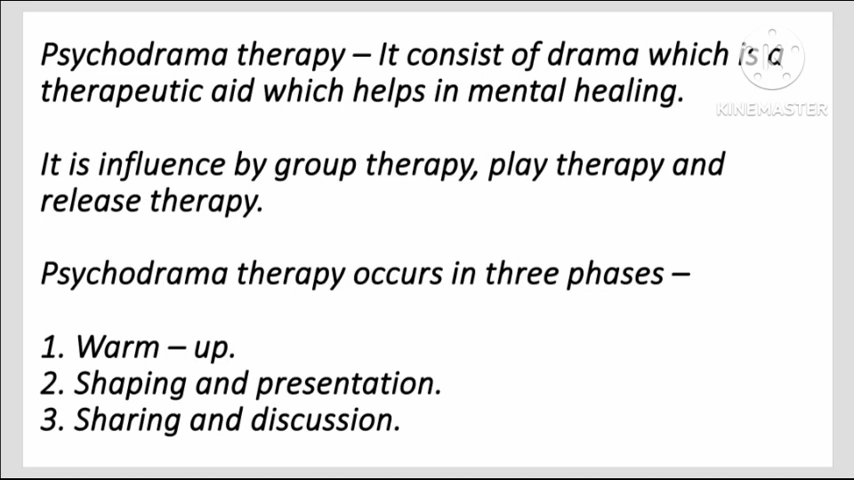 Psychodrama therapy – It consist of drama which is a
therapeutic aid which helps in mental healing.
It is influence by group therapy, play therapy and
release therapy.
Psychodrama therapy occurs in three phases –
1. Warm – up.
2. Shaping and presentation.
3. Sharing and discussion.
KINEMASTER